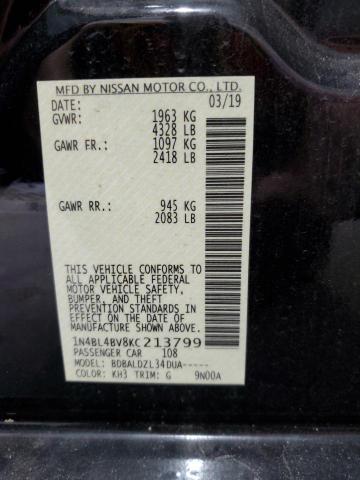 MFD BY NISSAN MOTOR CO., LTD.
DATE: 03/19
GVWR: 1963 KG
4328 LB
GAWR FR.: 1097 KG
2418 LB
GAWR RR.: 945 KG
2083 LB
THIS VEHICLE CONFORMS TO
ALL APPLICABLE FEDERAL
MOTOR VEHICLE SAFETY,
BUMPER, AND THEFT
PREVENTION STANDARDS IN
EFFECT ON THE DATE OF
MANUFACTURE SHOWN ABOVE.
1N4BL4BV8KC213799
PASSENGER CAR 108
MODEL: BDBALDZL34DUA-----
COLOR: KH3 TRIM: G 9N00A